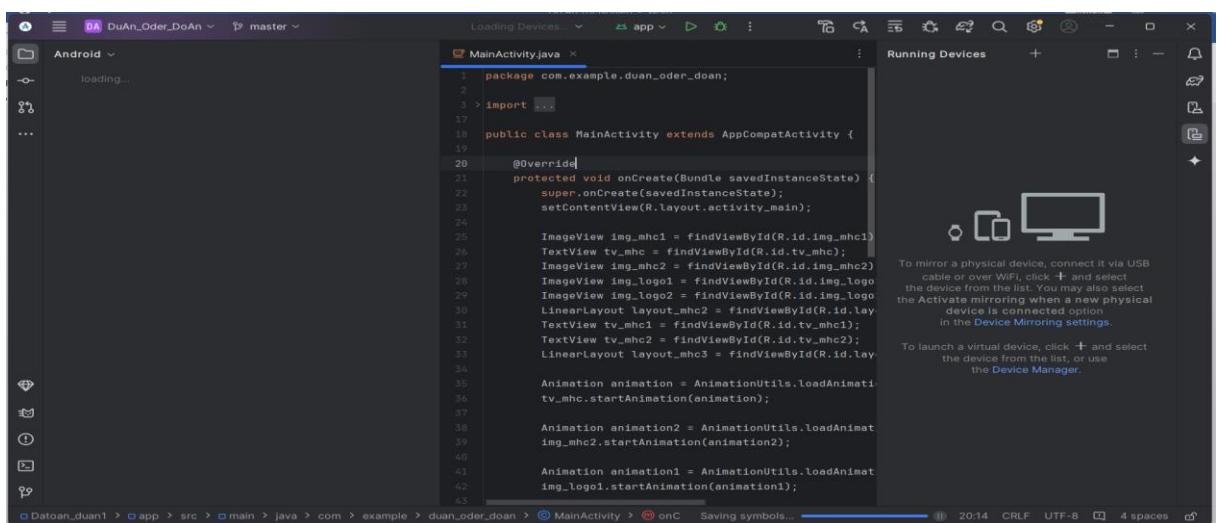 DA DuAn_Oder_DoAn master Loading Devices... app
Android
loading...
MainActivity.java
Running Devices
1 package com.example.duan_oder_doan;
2
3 import ...
17
18 public class MainActivity extends AppCompatActivity {
19
20 @Override
21 protected void onCreate(Bundle savedInstanceState) {
22 super.onCreate(savedInstanceState);
23 setContentView(R.layout.activity_main);
24
25 ImageView img_mhc1 = findViewById(R.id.img_mhc1)
26 TextView tv_mhc = findViewById(R.id.tv_mhc);
27 ImageView img_mhc2 = findViewById(R.id.img_mhc2)
28 ImageView img_logo1 = findViewById(R.id.img_logo
29 ImageView img_logo2 = findViewById(R.id.img_logo
30 LinearLayout layout_mhc2 = findViewById(R.id.lay
31 TextView tv_mhc1 = findViewById(R.id.tv_mhc1);
32 TextView tv_mhc2 = findViewById(R.id.tv_mhc2);
33 LinearLayout layout_mhc3 = findViewById(R.id.lay
34
35 Animation animation = AnimationUtils.loadAnimati
36 tv_mhc.startAnimation(animation);
37
38 Animation animation2 = AnimationUtils.loadAnimat
39 img_mhc2.startAnimation(animation2);
40
41 Animation animation1 = AnimationUtils.loadAnimat
42 img_logo1.startAnimation(animation1);
43
To mirror a physical device, connect it via USB
cable or over WiFi, click + and select
the device from the list. You may also select
the Activate mirroring when a new physical
device is connected option
in the Device Mirroring settings.
To launch a virtual device, click + and select
the device from the list, or use
the Device Manager.
Datoan_duan1 > app > src > main > java > com > example > duan_oder_doan > MainActivity > onC Saving symbols... 20:14 CRLF UTF-8 4 spaces